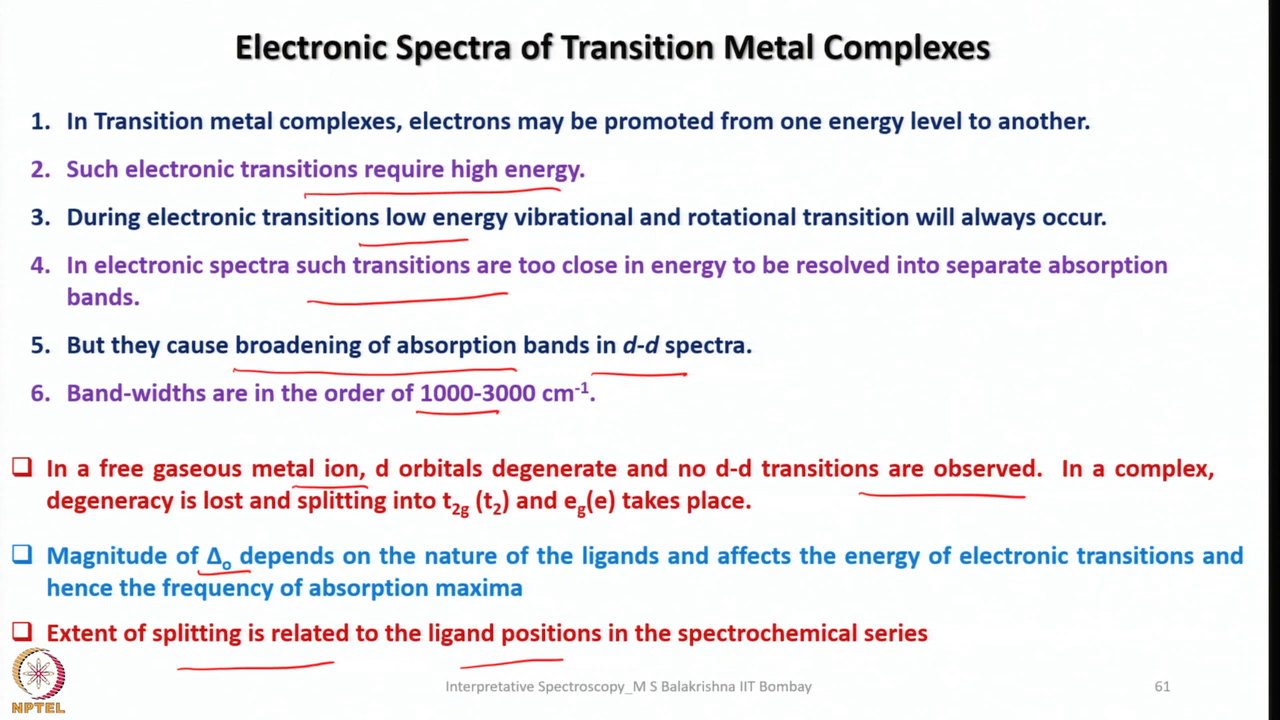 Electronic Spectra of Transition Metal Complexes
1. In Transition metal complexes, electrons may be promoted from one energy level to another.
2. Such electronic transitions require high energy.
3. During electronic transitions low energy vibrational and rotational transition will always occur.
4. In electronic spectra such transitions are too close in energy to be resolved into separate absorption
bands.
5. But they cause broadening of absorption bands in d-d spectra.
6. Band-widths are in the order of 1000-3000 cm⁻¹.
❑ In a free gaseous metal ion, d orbitals degenerate and no d-d transitions are observed. In a complex,
degeneracy is lost and splitting into t₂g (t₂) and eg(e) takes place.
❑ Magnitude of Δₒ depends on the nature of the ligands and affects the energy of electronic transitions and
hence the frequency of absorption maxima
❑ Extent of splitting is related to the ligand positions in the spectrochemical series
NPTEL
Interpretative Spectroscopy_M S Balakrishna IIT Bombay
61